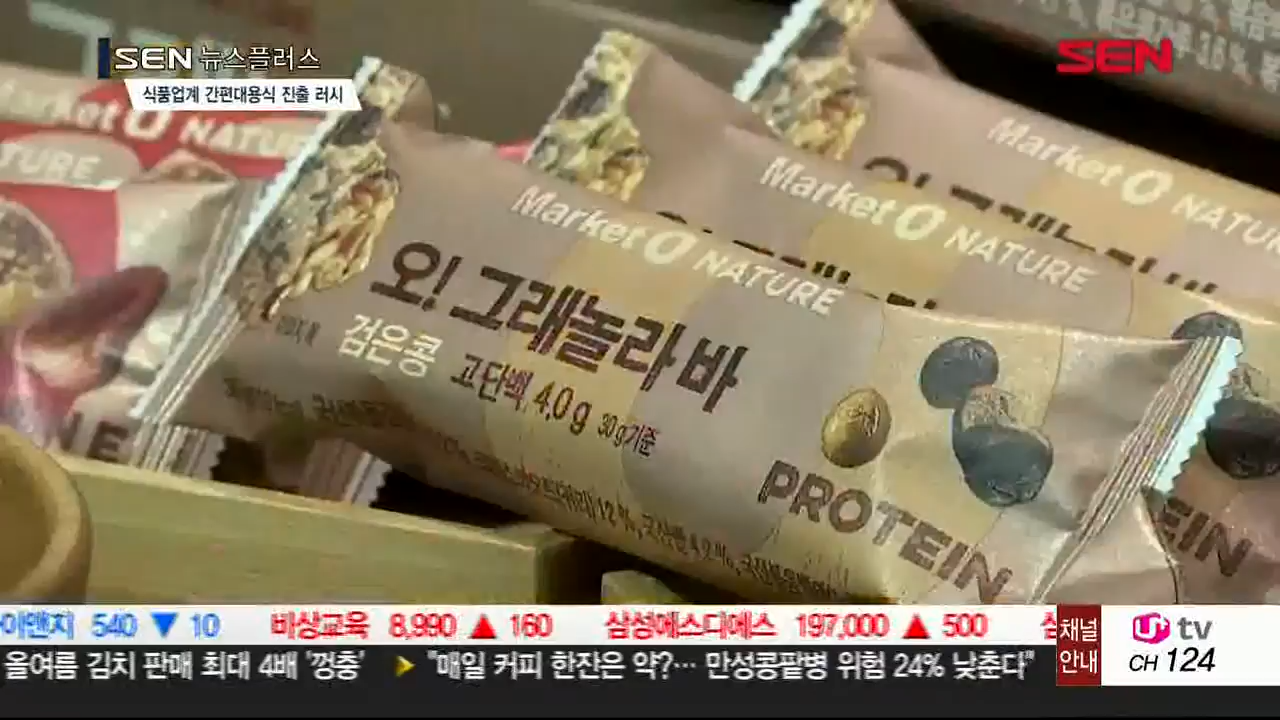 SEN 뉴스플러스
식품업계 간편대용식 진출 러시
SEN
Market O NATURE
TURE
Market O NATURE
Market O NATURE
Market O NATURE
오! 그래놀라 바
검은콩
고단백 4.0 g 30g기준
PROTEIN
EIN
이앤지 540 ▼ 10 비상교육 8,990 ▲ 160 삼성에스디에스 197,000 ▲ 500
올여름 김치 판매 최대 4배 '껑충' "매일 커피 한잔은 약?… 만성콩팥병 위험 24% 낮춘다"
채널
안내
U+ tv
CH 124